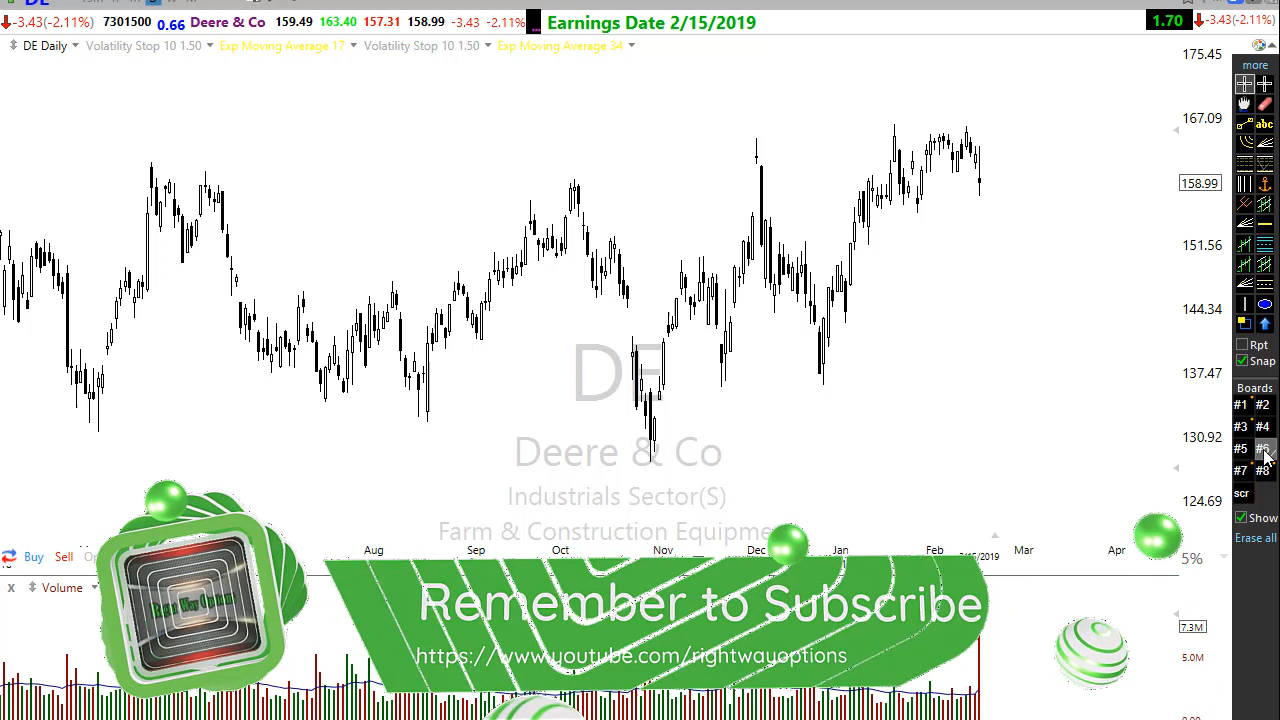 -3.43(-2.11%) 7301500 0.66 Deere & Co 159.49 163.40 157.31 158.99 -3.43 -2.11% Earnings Date 2/15/2019 1.70 -3.43(-2.11%)
DE Daily Volatility Stop 10 1.50 Exp Moving Average 17 Volatility Stop 10 1.50 Exp Moving Average 34
175.45
more
abc
167.09
158.99
151.56
144.34
Rpt
Snap
137.47
Boards
#1 #2
#3 #4
130.92
#5 #6
#7 #8
scr
124.69
Show
Erase all
DE
Deere & Co
Industrials Sector(S)
Farm & Construction Equipme
Buy Sell
Aug Sep Oct Nov Dec Jan Feb Mar Apr
5%
x Volume
Right Way Options
Remember to Subscribe
https://www.youtube.com/rightwayoptions
7.3M
5.0M